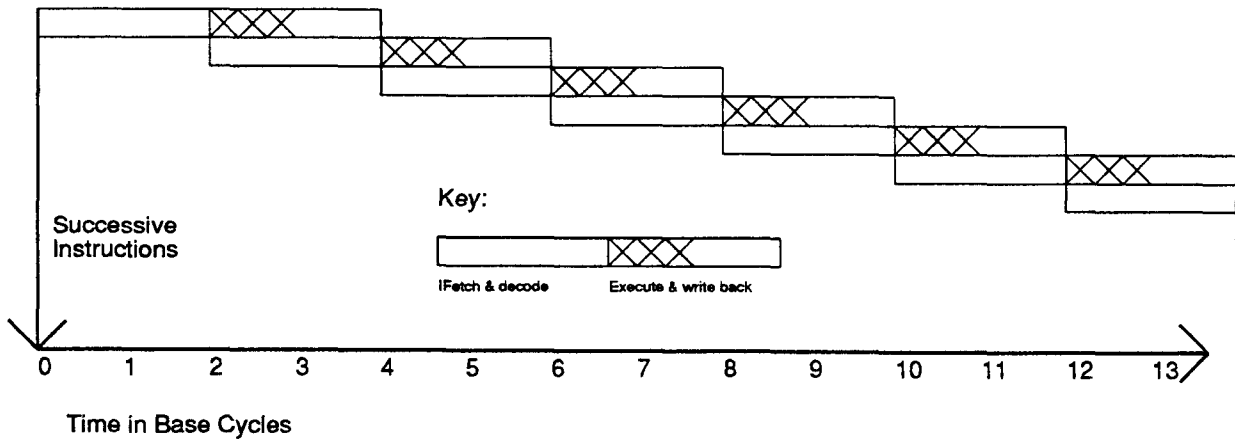 Key:
Successive
Instructions
IFetch & decode
Execute & write back
0 1 2 3 4 5 6 7 8 9 10 11 12 13
Time in Base Cycles